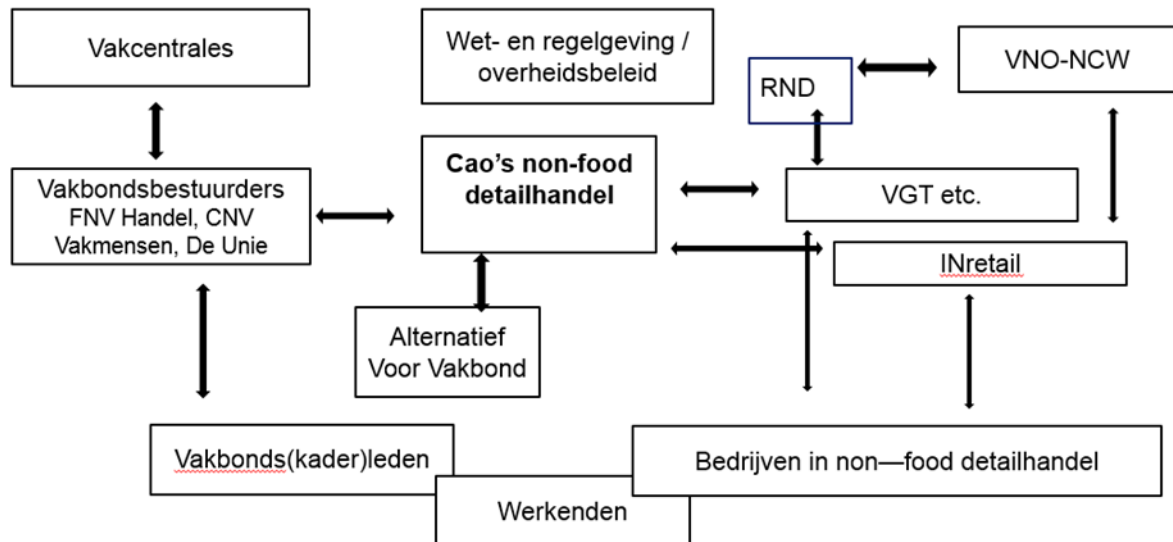 Vakcentrales
Wet- en regelgeving /
overheidsbeleid
RND
VNO-NCW
Vakbondsbestuurders
FNV Handel, CNV
Vakmensen, De Unie
Cao's non-food
detailhandel
VGT etc.
INretail
Alternatief
Voor Vakbond
Vakbonds(kader)leden
Bedrijven in non—food detailhandel
Werkenden